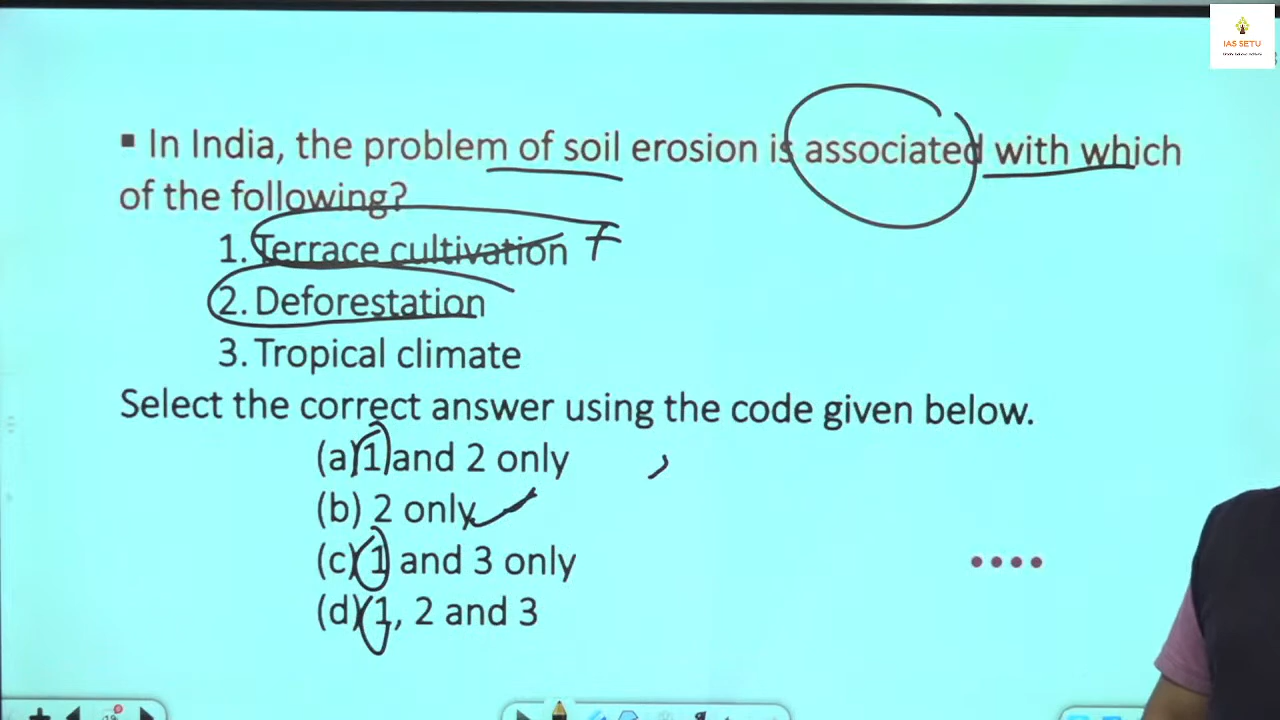 IAS SETU
▪ In India, the problem of soil erosion is associated with which
of the following?
1. Terrace cultivation 7
2. Deforestation
3. Tropical climate
Select the correct answer using the code given below.
(a) 1 and 2 only
(b) 2 only
(c) 1 and 3 only
(d) 1, 2 and 3